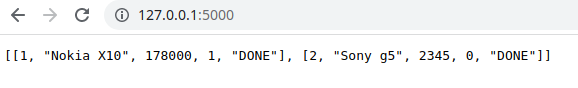 127.0.0.1:5000
[[1, "Nokia X10", 178000, 1, "DONE"], [2, "Sony g5", 2345, 0, "DONE"]]